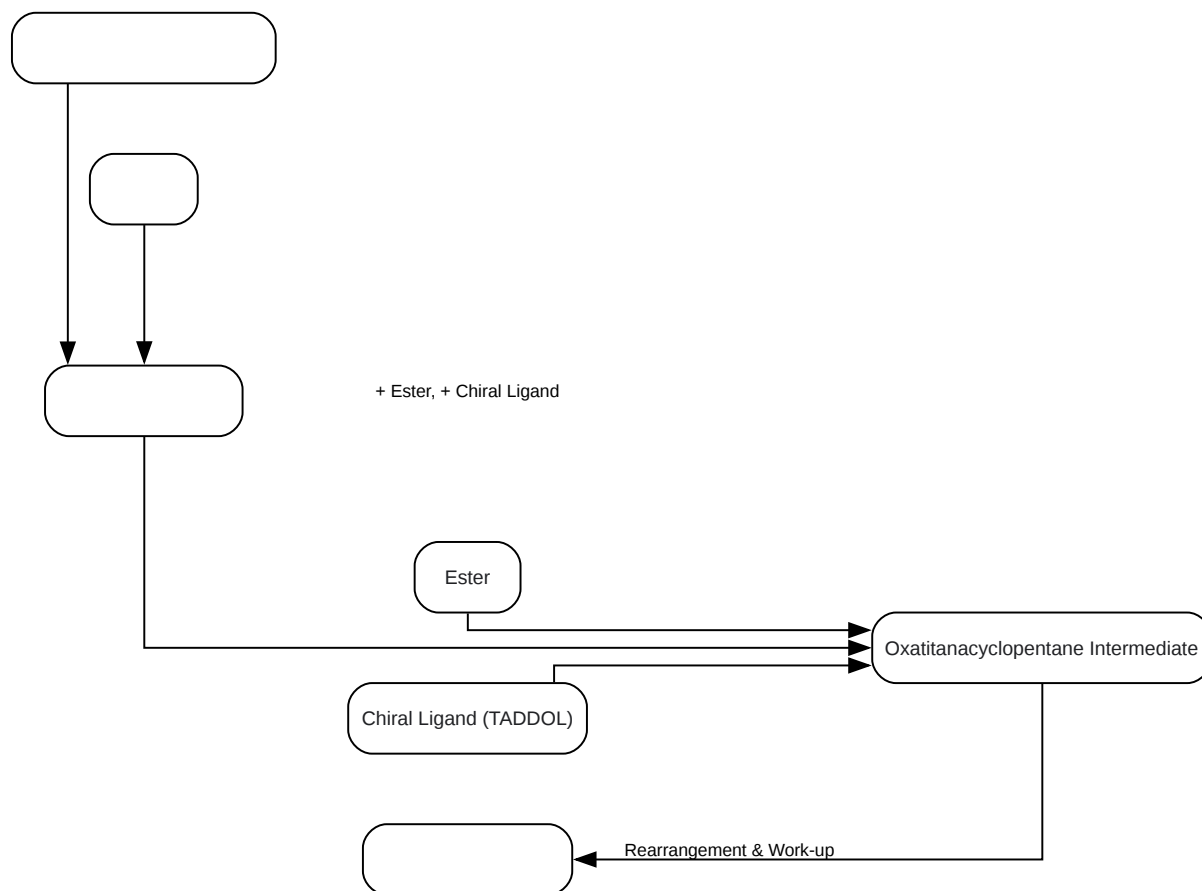 + Ester, + Chiral Ligand
Ester
Oxatitanacyclopentane Intermediate
Chiral Ligand (TADDOL)
Rearrangement & Work-up